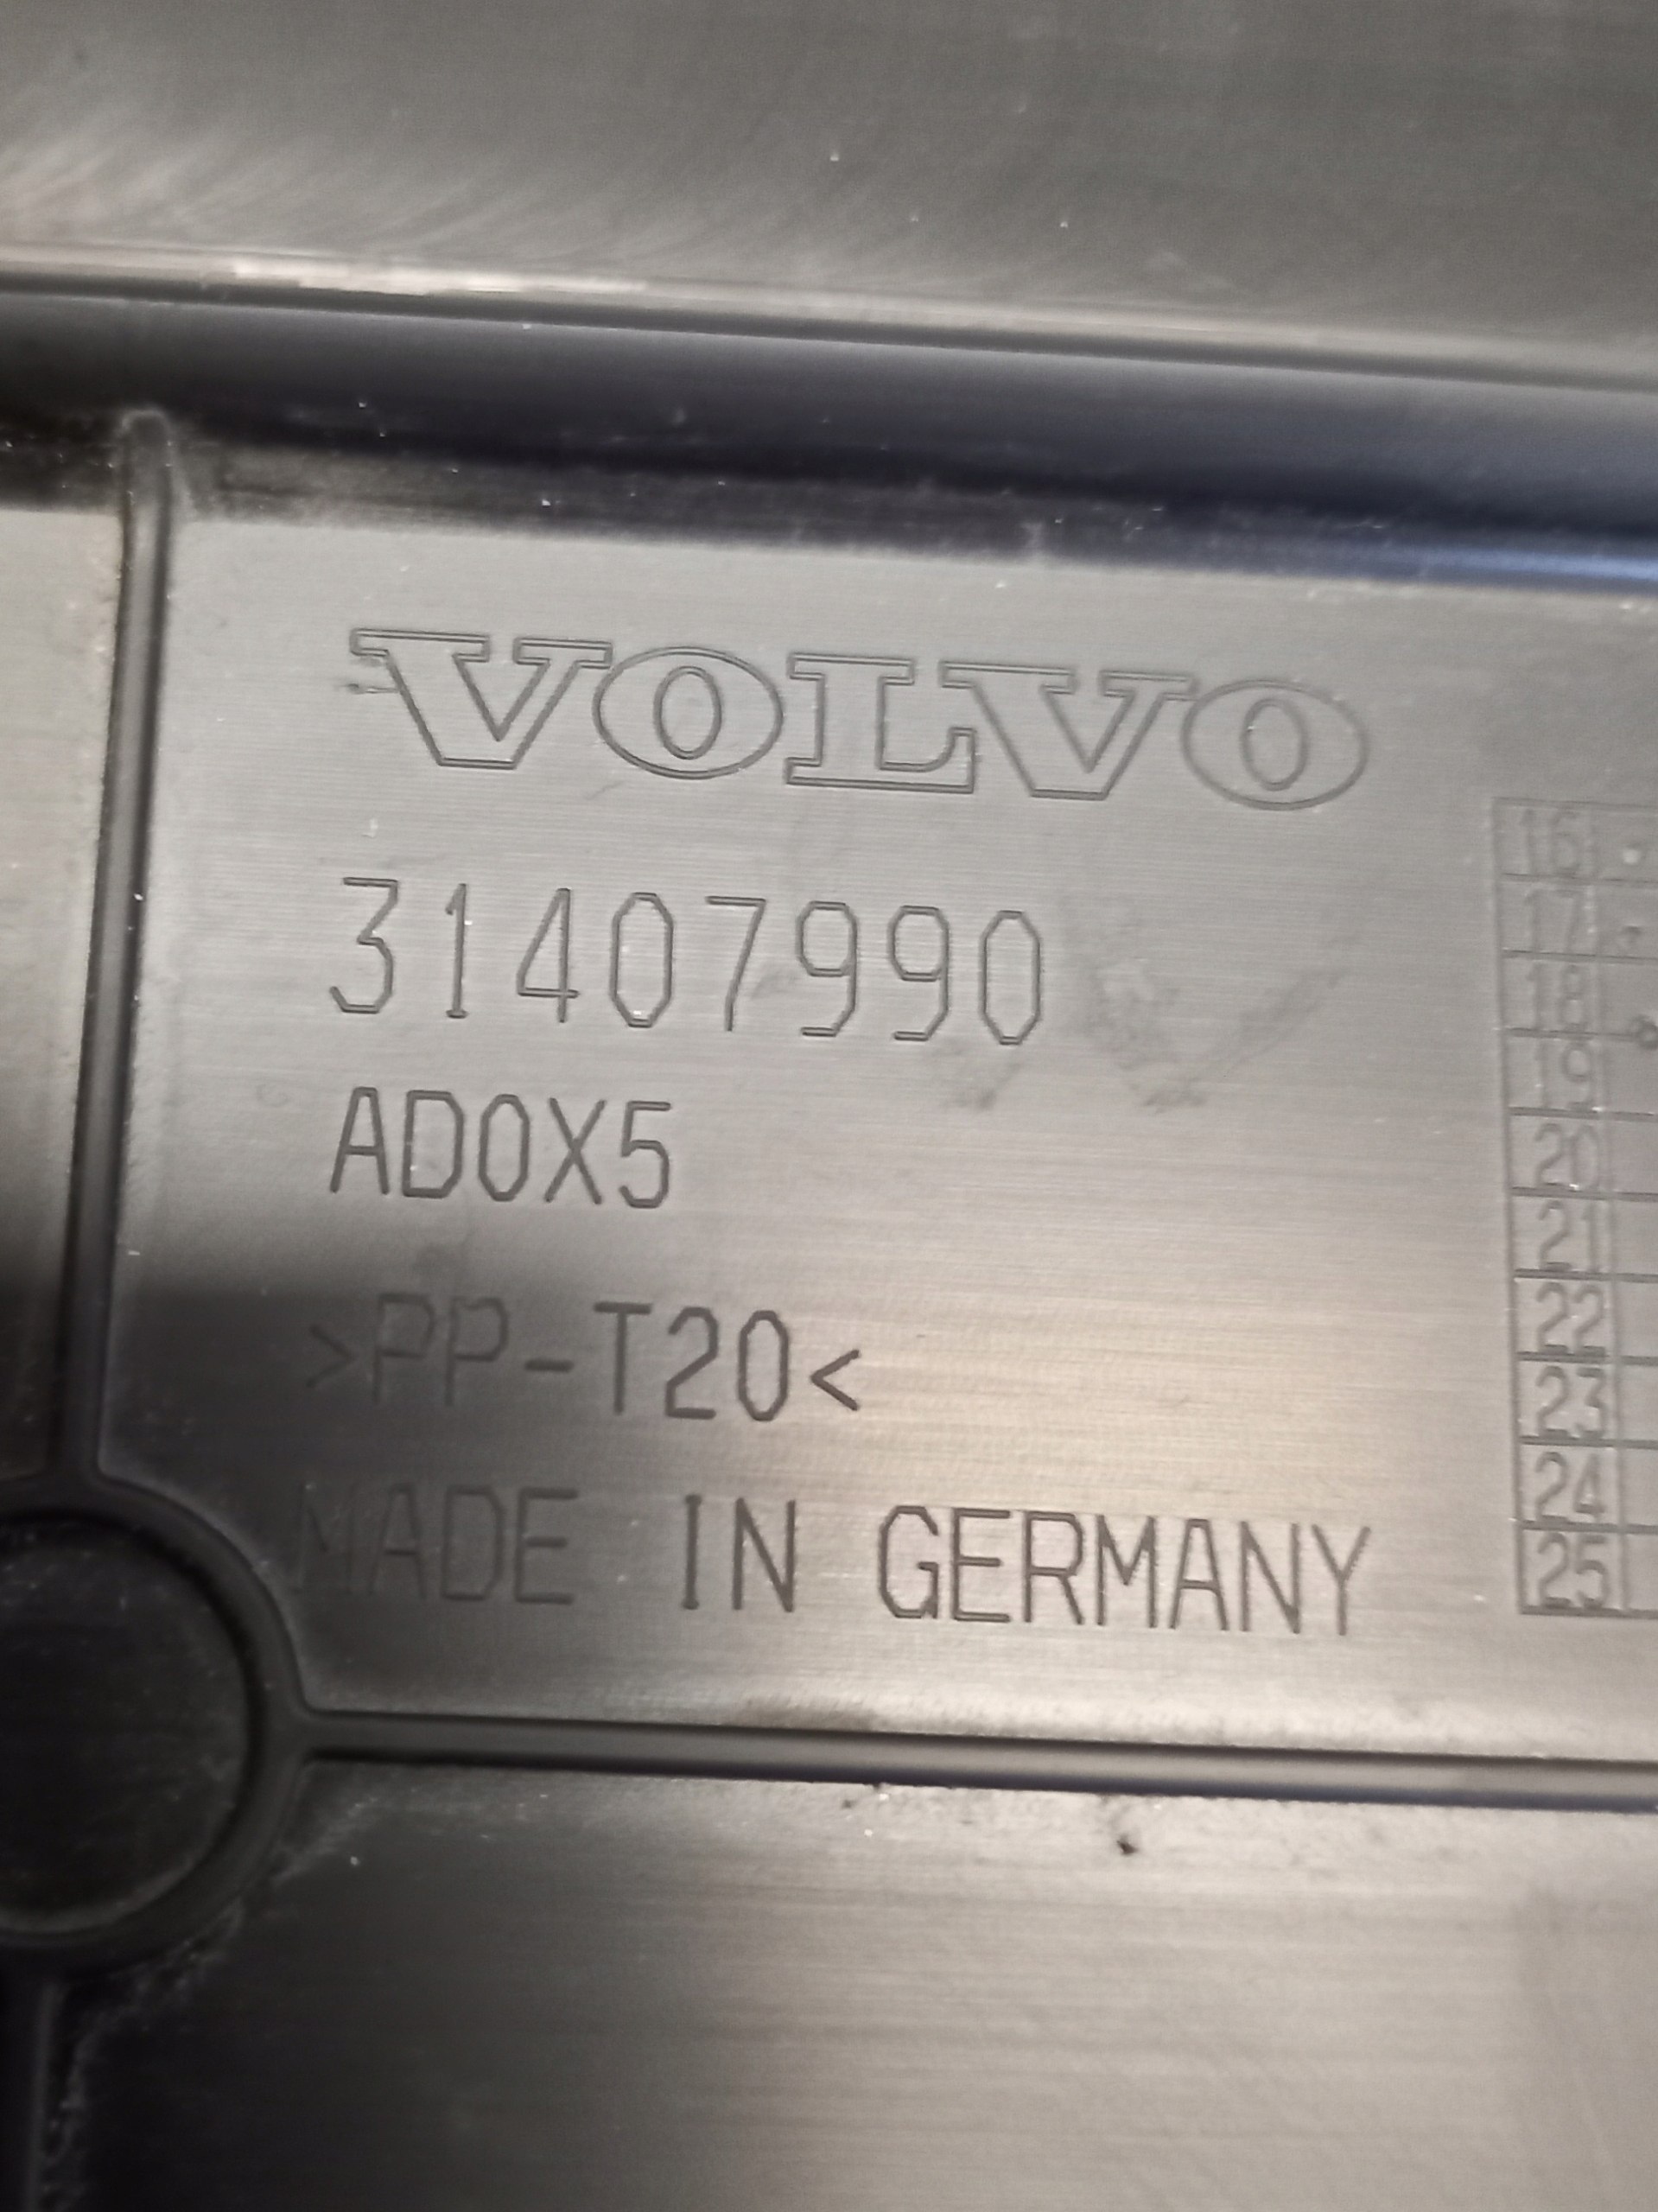 VOLVO
31407990
AD0X5
>PP-T20<
MADE IN GERMANY
16
17
18
19
20
21
22
23
24
25